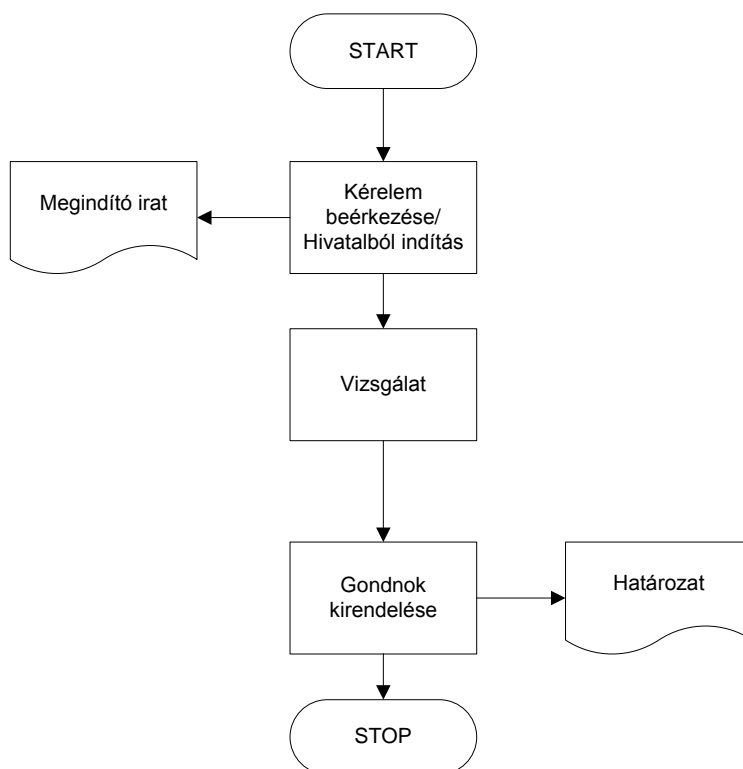 START
Megindító irat
Kérelem
beérkezése/
Hivatalból indítás
Vizsgálat
Gondnok
kirendelése
Határozat
STOP